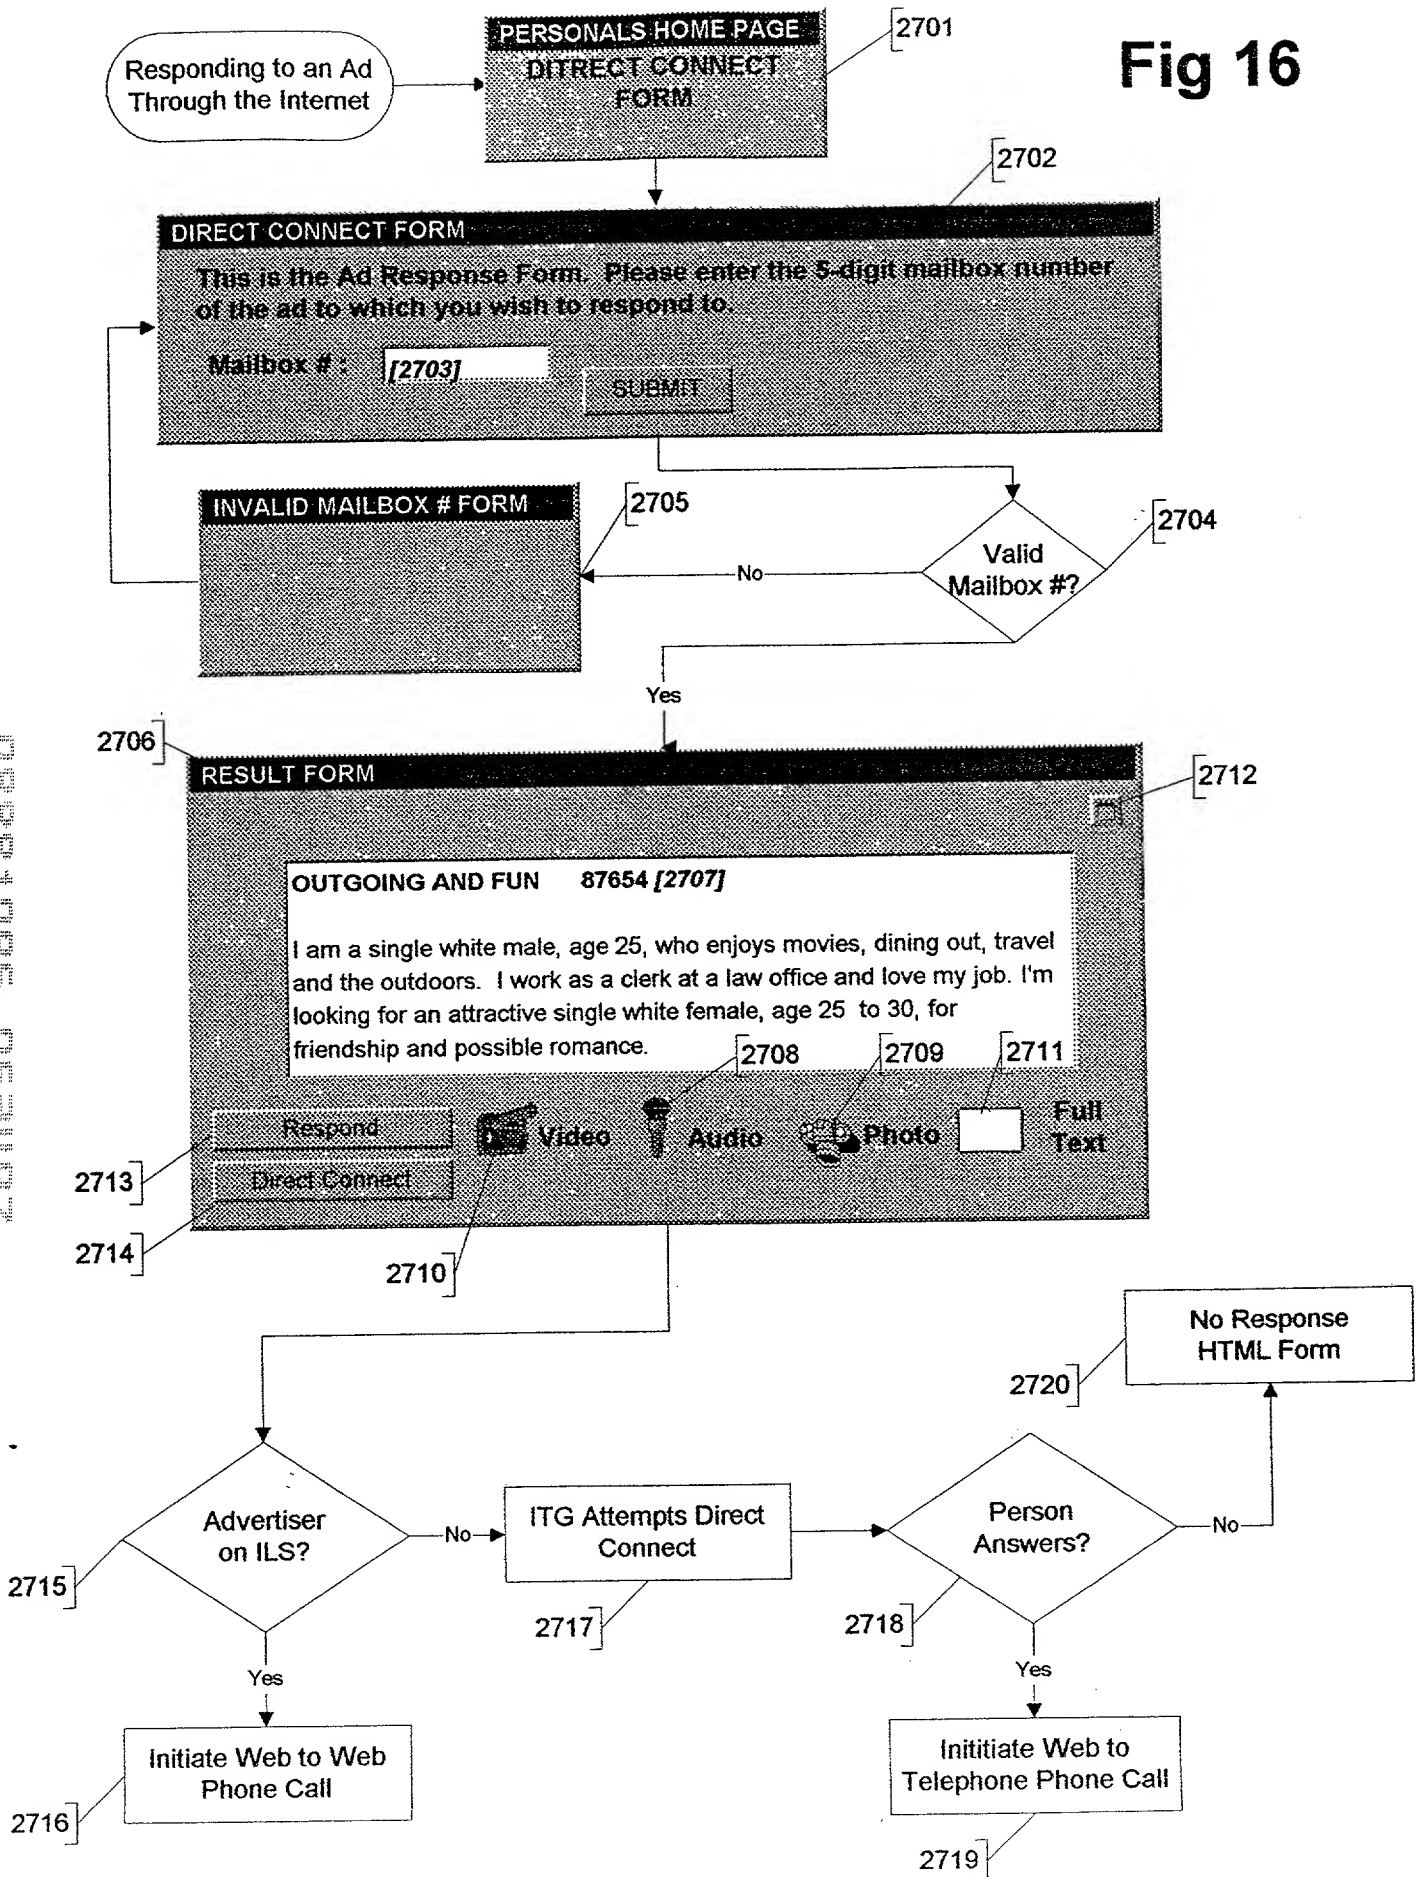 Fig 16
Responding to an Ad
Through the Internet
PERSONALS HOME PAGE
DITRECT CONNECT
FORM
2701
2702
DIRECT CONNECT FORM
This is the Ad Response Form. Please enter the 5-digit mailbox number
of the ad to which you wish to respond to.
Mailbox # :
[2703]
SUBMIT
INVALID MAILBOX # FORM
2705
2704
Valid
Mailbox #?
No
Yes
2706
RESULT FORM
2712
OUTGOING AND FUN 87654 [2707]
I am a single white male, age 25, who enjoys movies, dining out, travel
and the outdoors. I work as a clerk at a law office and love my job. I'm
looking for an attractive single white female, age 25 to 30, for
friendship and possible romance.
2708
2709
2711
Respond
Video
Audio
Photo
Full
Text
2713
Direct Connect
2714
2710
No Response
HTML Form
2720
Advertiser
on ILS?
No
ITG Attempts Direct
Connect
Person
Answers?
No
2715
2717
2718
Yes
Yes
Initiate Web to Web
Phone Call
Inititiate Web to
Telephone Phone Call
2716
2719